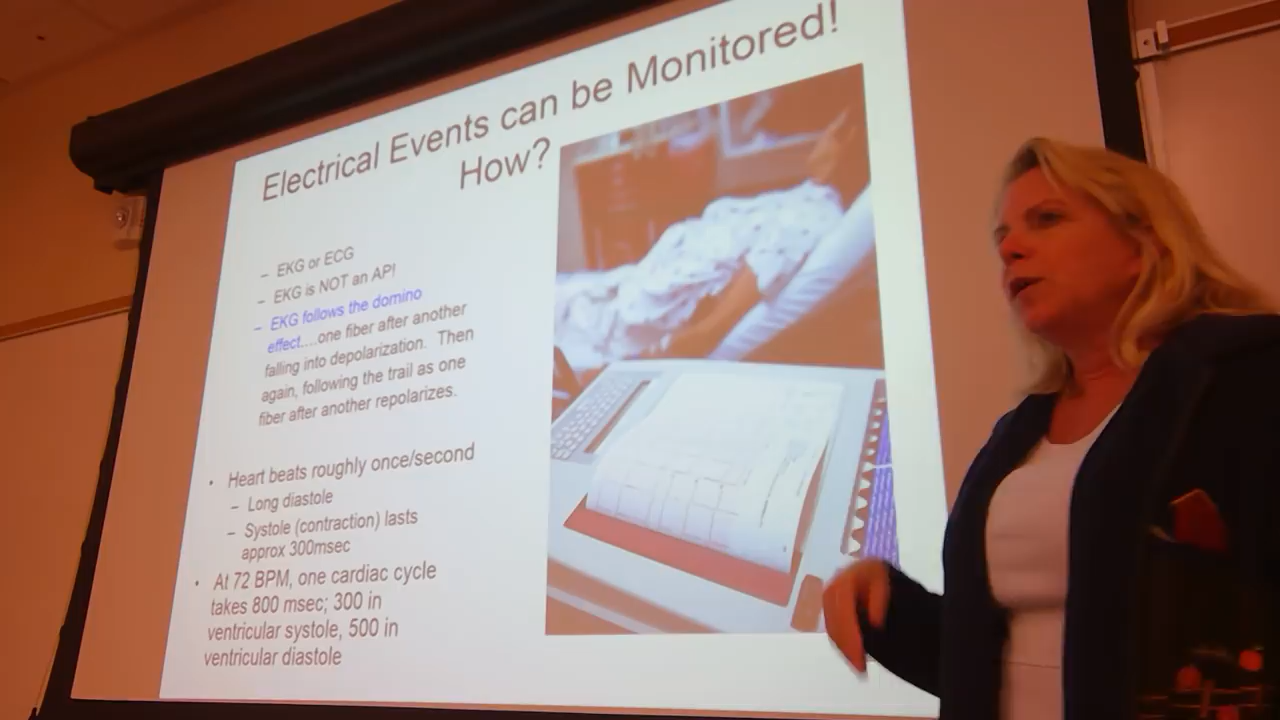 Electrical Events can be Monitored!
How?
– EKG or ECG
– EKG is NOT an AP!
– EKG follows the domino
effect....one fiber after another
falling into depolarization. Then
again, following the trail as one
fiber after another repolarizes.
• Heart beats roughly once/second
– Long diastole
– Systole (contraction) lasts
approx 300msec
• At 72 BPM, one cardiac cycle
takes 800 msec; 300 in
ventricular systole, 500 in
ventricular diastole